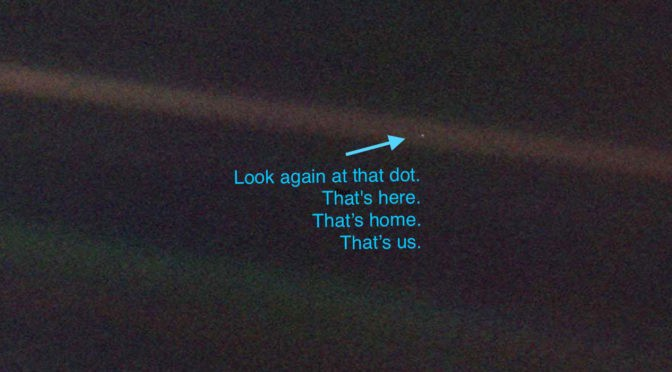 Look again at that dot.
That's here.
That’s home.
That’s us.